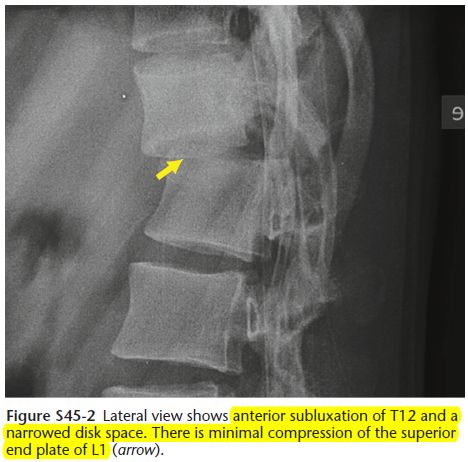 Figure S45-2 Lateral view shows anterior subluxation of T12 and a
narrowed disk space. There is minimal compression of the superior
end plate of L1 (arrow).